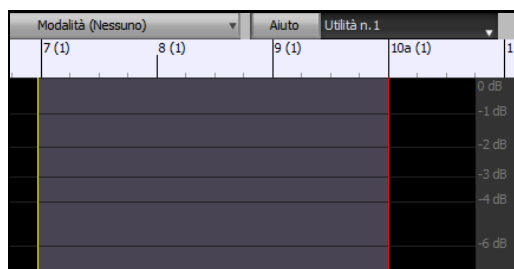 Modalità (Nessuno) Aiuto Utilità n.1
7 (1) 8 (1) 9 (1) 10a (1) 1
0 dB
-1 dB
-2 dB
-3 dB
-4 dB
-6 dB